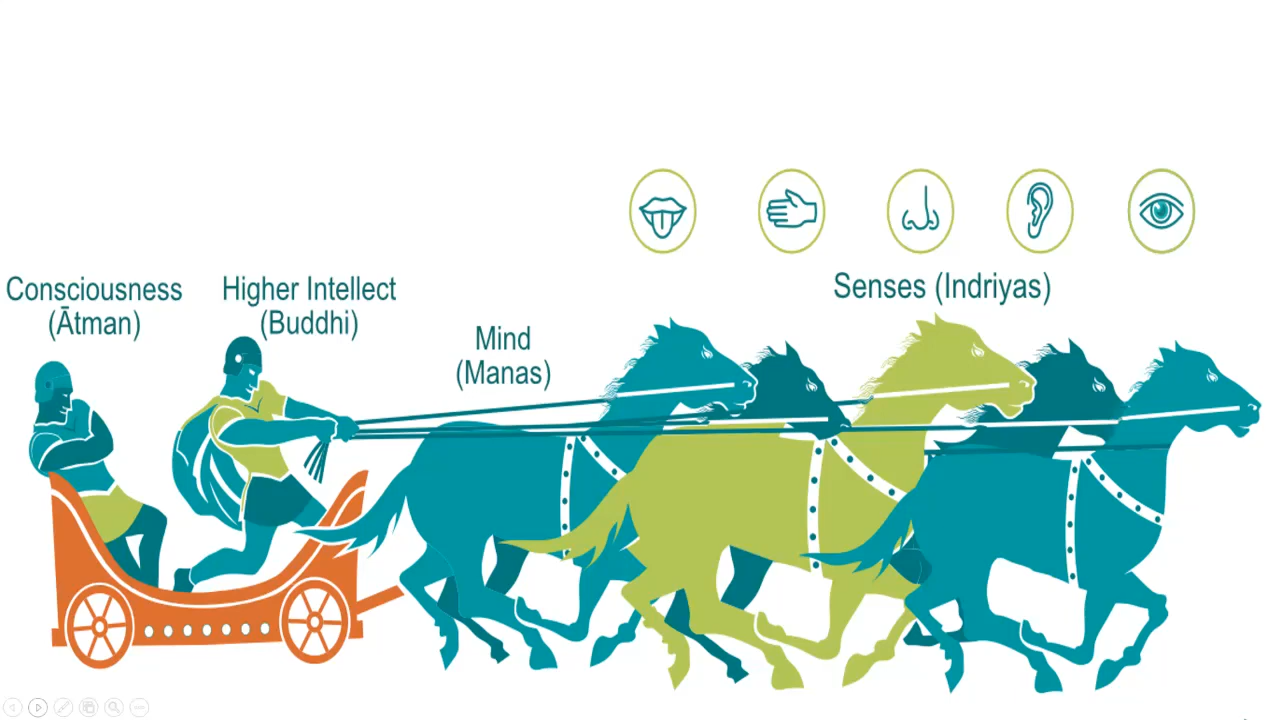 Senses (Indriyas)
Consciousness
(Ātman)
Higher Intellect
(Buddhi)
Mind
(Manas)